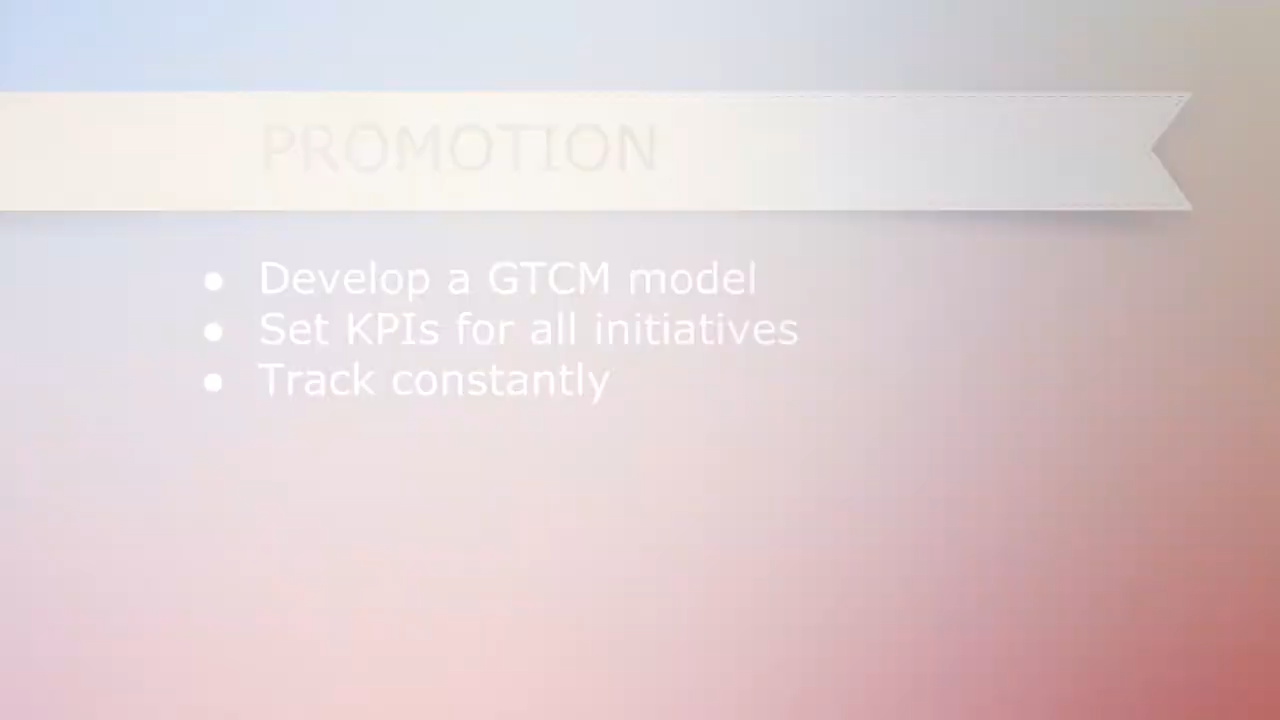 PROMOTION
● Develop a GTCM model
● Set KPIs for all initiatives
● Track constantly